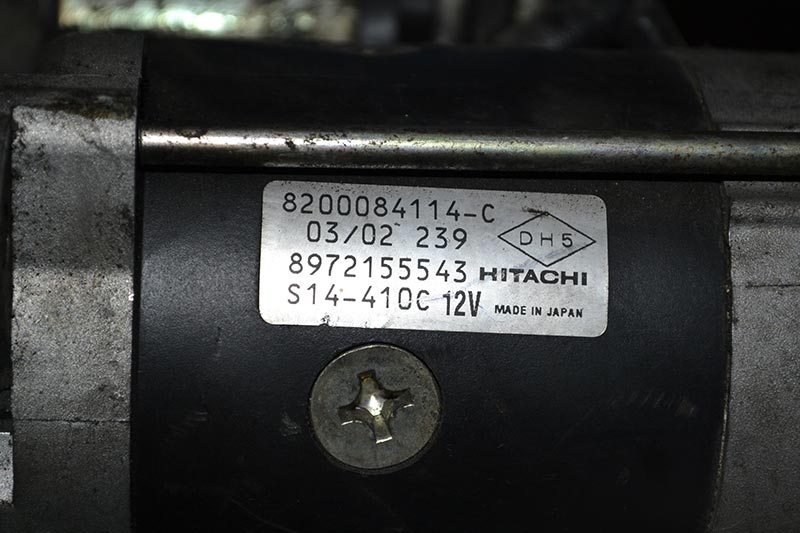 8200084114-C
03/02 239
DH5
8972155543 HITACHI
S14-410C 12V MADE IN JAPAN